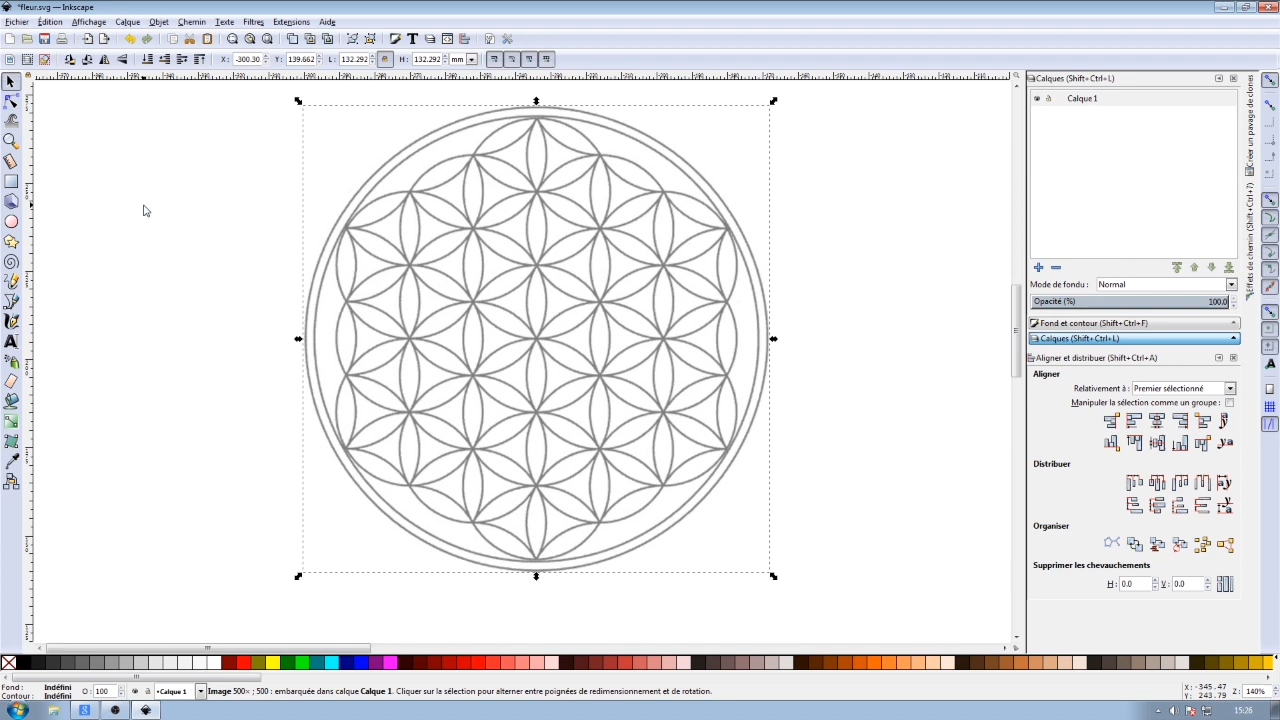 *fleur.svg — Inkscape
Fichier Édition Affichage Calque Objet Chemin Texte Filtres Extensions Aide
X: -300.30 Y: 139.662 L: 132.292 H: 132.292 mm
Calques (Shift+Ctrl+L)
Calque 1
Créer un pavage de clones
Effets de chemin (Shift+Ctrl+7)
Mode de fondu : Normal
Opacité (%) 100.0
Fond et contour (Shift+Ctrl+F)
Calques (Shift+Ctrl+L)
Aligner et distribuer (Shift+Ctrl+A)
Aligner
Relativement à : Premier sélectionné
Manipuler la sélection comme un groupe :
Distribuer
Organiser
Supprimer les chevauchements
H: 0.0 V: 0.0
Fond : Indéfini
Contour : Indéfini
O: 100
•Calque 1
Image 500 × ; 500 : embarquée dans calque Calque 1. Cliquer sur la sélection pour alterner entre poignées de redimensionnement et de rotation.
X: -345.47
Y: 243.79
Z: 140%
15:26